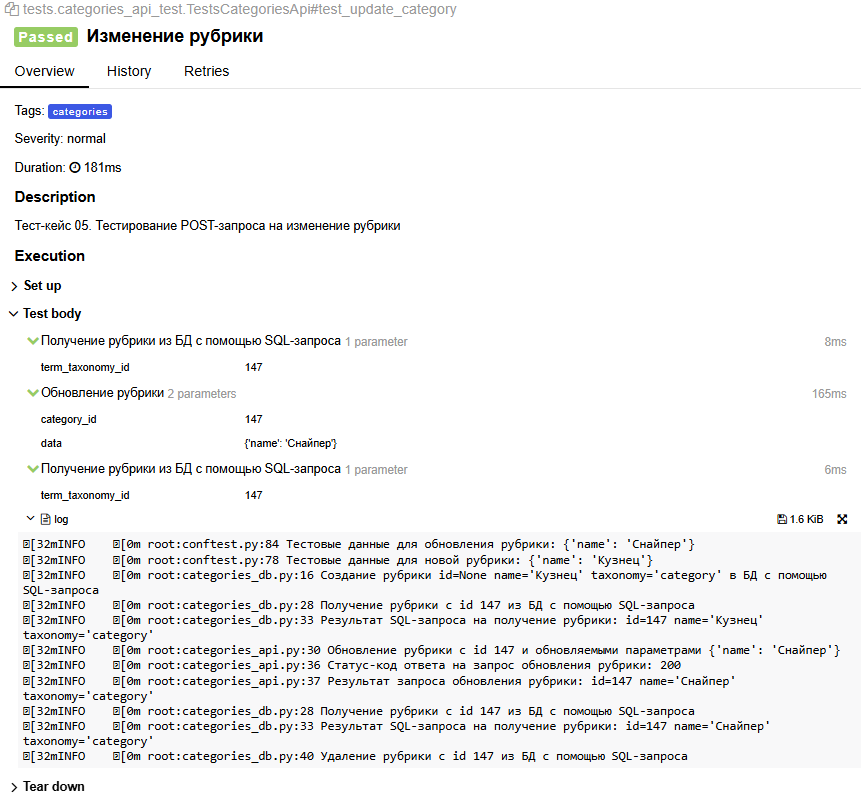 tests.categories_api_test.TestsCategoriesApi#test_update_category
Passed Изменение рубрики
Overview History Retries
Tags: categories
Severity: normal
Duration: 181ms
Description
Тест-кейс 05. Тестирование POST-запроса на изменение рубрики
Execution
Set up
Test body
Получение рубрики из БД с помощью SQL-запроса 1 parameter 8ms
term_taxonomy_id 147
Обновление рубрики 2 parameters 165ms
category_id 147
data {'name': 'Снайпер'}
Получение рубрики из БД с помощью SQL-запроса 1 parameter 6ms
term_taxonomy_id 147
log 1.6 KiB
[32mINFO [0m root:conftest.py:84 Тестовые данные для обновления рубрики: {'name': 'Снайпер'}
[32mINFO [0m root:conftest.py:78 Тестовые данные для новой рубрики: {'name': 'Кузнец'}
[32mINFO [0m root:categories_db.py:16 Создание рубрики id=None name='Кузнец' taxonomy='category' в БД с помощью
SQL-запроса
[32mINFO [0m root:categories_db.py:28 Получение рубрики с id 147 из БД с помощью SQL-запроса
[32mINFO [0m root:categories_db.py:33 Результат SQL-запроса на получение рубрики: id=147 name='Кузнец'
taxonomy='category'
[32mINFO [0m root:categories_api.py:30 Обновление рубрики с id 147 и обновляемыми параметрами {'name': 'Снайпер'}
[32mINFO [0m root:categories_api.py:36 Статус-код ответа на запрос обновления рубрики: 200
[32mINFO [0m root:categories_api.py:37 Результат запроса обновления рубрики: id=147 name='Снайпер'
taxonomy='category'
[32mINFO [0m root:categories_db.py:28 Получение рубрики с id 147 из БД с помощью SQL-запроса
[32mINFO [0m root:categories_db.py:33 Результат SQL-запроса на получение рубрики: id=147 name='Снайпер'
taxonomy='category'
[32mINFO [0m root:categories_db.py:40 Удаление рубрики с id 147 из БД с помощью SQL-запроса
Tear down